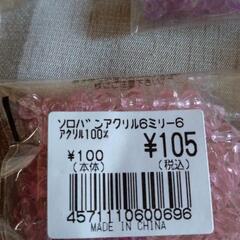 ソロバンアクリル6ミリー6
アクリル100%
¥100 ¥105
(本体) (税込)
4571110600696
MADE IN CHINA